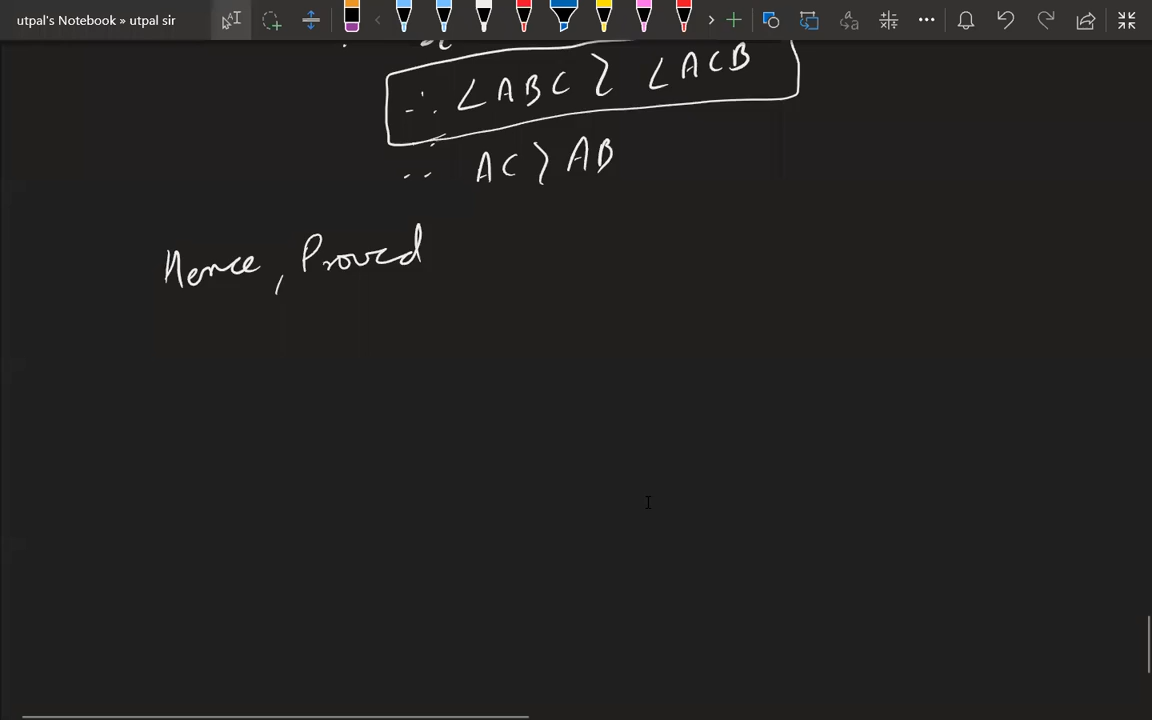 utpal's Notebook » utpal sir
∴ ∠ABC > ∠ACB
∴ AC > AB
Hence, Proved